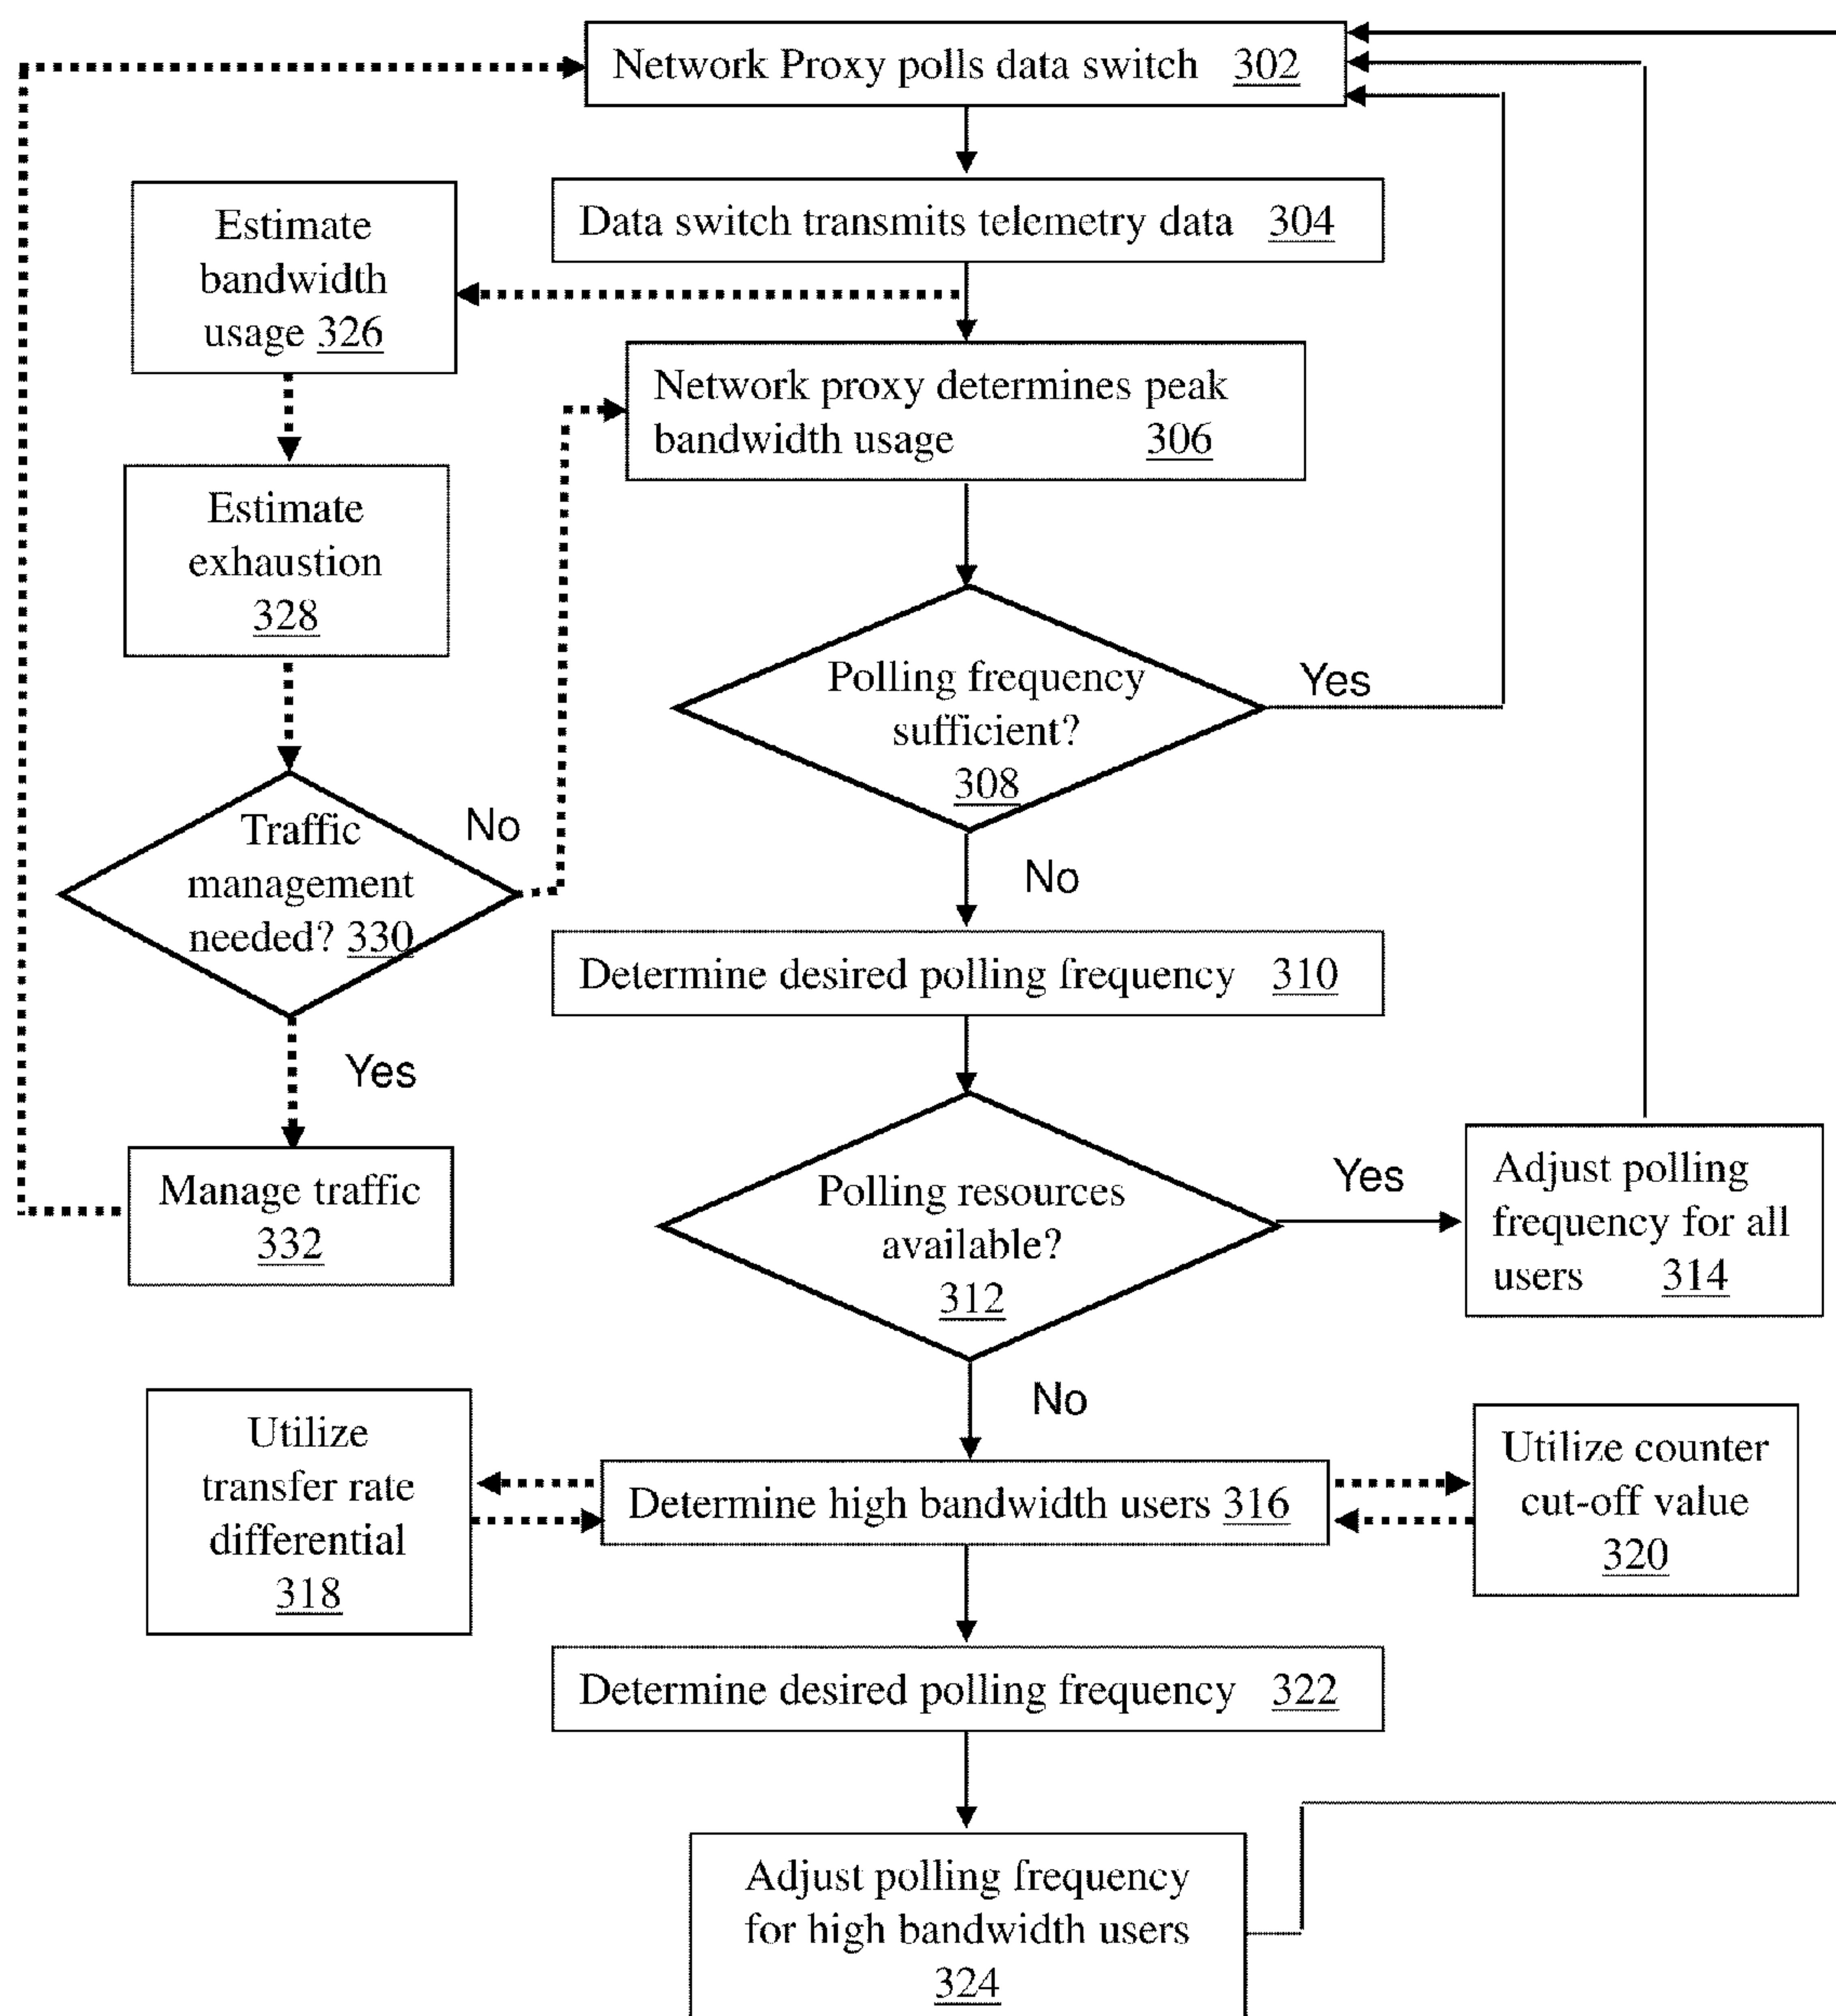 Network Proxy polls data switch 302
Data switch transmits telemetry data 304
Estimate
bandwidth
usage 326
Network proxy determines peak
bandwidth usage 306
Estimate
exhaustion
328
Polling frequency
sufficient?
308
Yes
No
Traffic
management
needed? 330
No
Yes
Manage traffic
332
Determine desired polling frequency 310
Polling resources
available?
312
Yes
Adjust polling
frequency for all
users 314
No
Utilize
transfer rate
differential
318
Determine high bandwidth users 316
Utilize counter
cut-off value
320
Determine desired polling frequency 322
Adjust polling frequency
for high bandwidth users
324